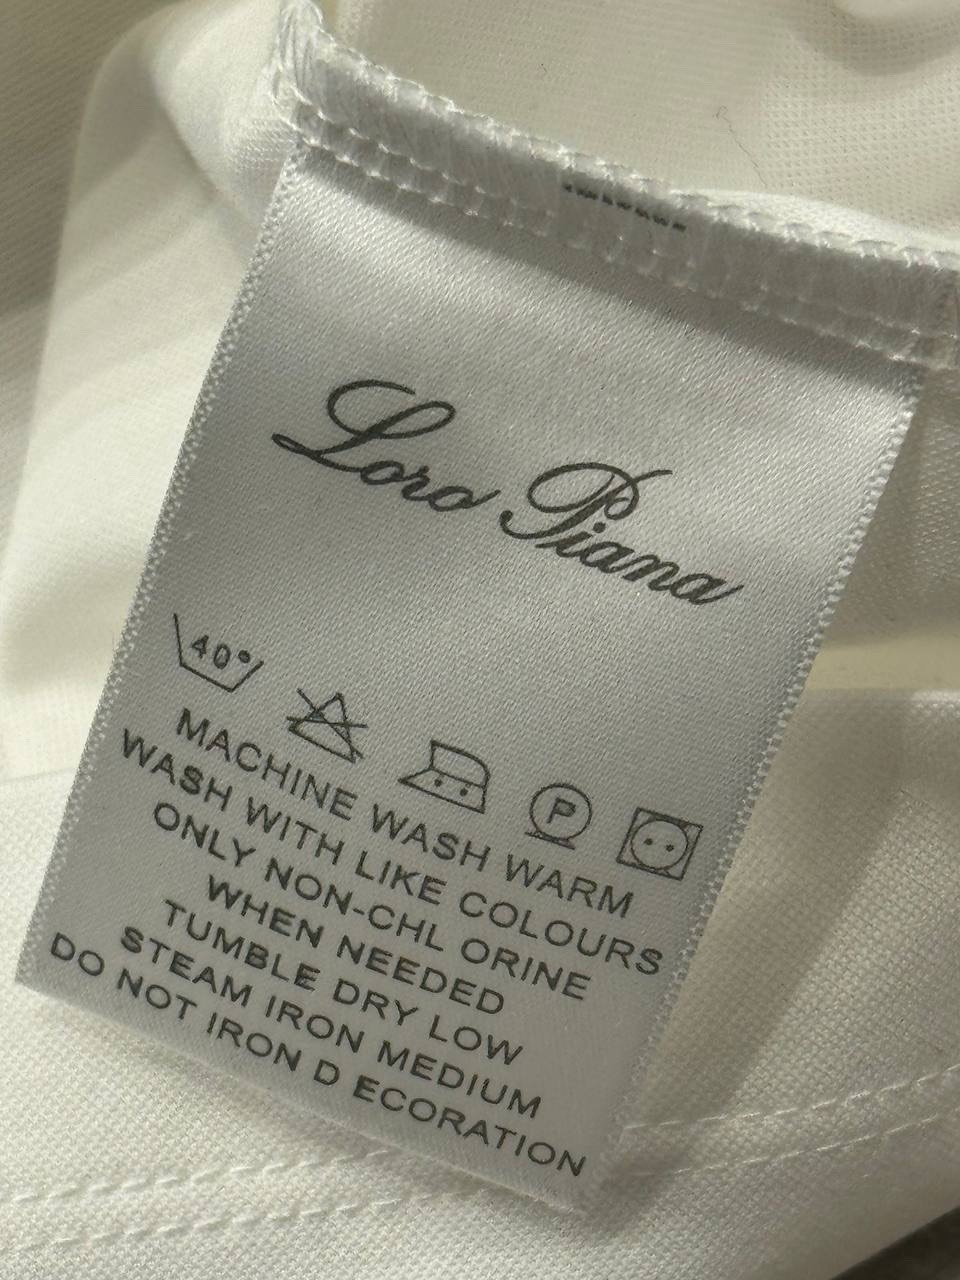 Loro Piana
40°
P
MACHINE WASH WARM
WASH WITH LIKE COLOURS
ONLY NON-CHL ORINE
WHEN NEEDED
TUMBLE DRY LOW
STEAM IRON MEDIUM
DO NOT IRON D ECORATION